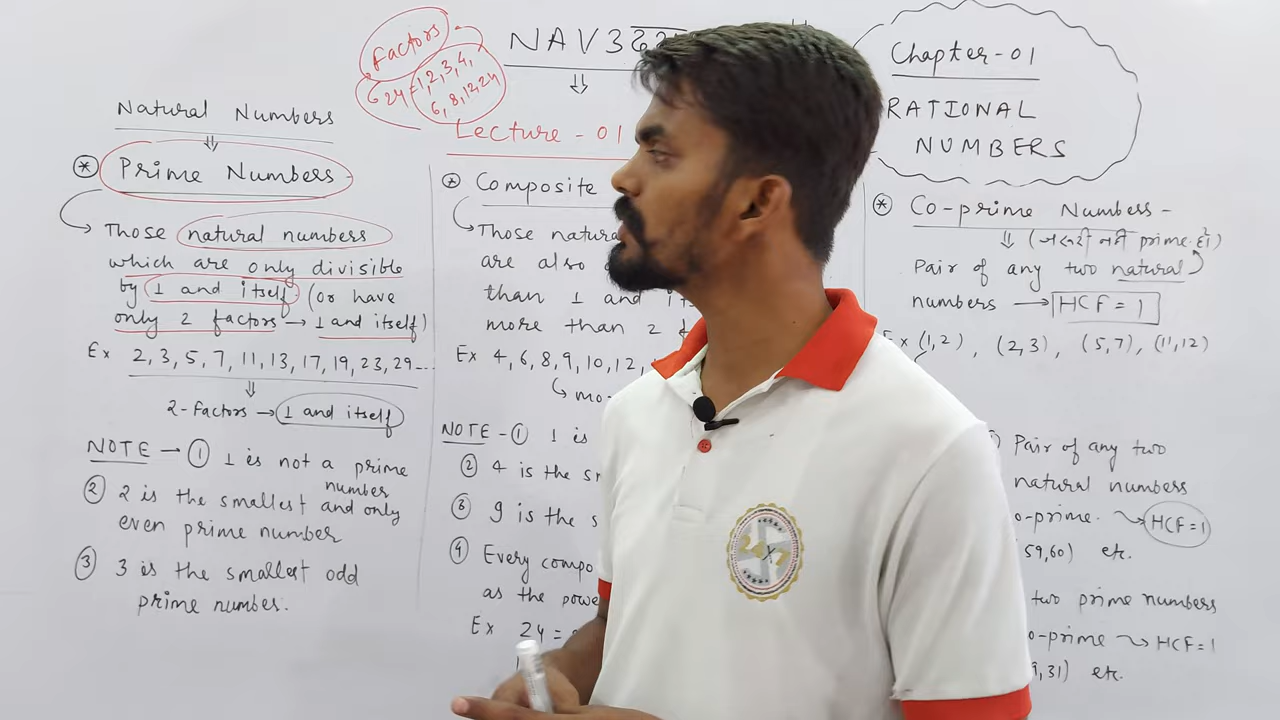 Factors
NAV3
24 = 1, 2, 3, 4,
6, 8, 12, 24
Lecture - 01
Chapter-01
RATIONAL
NUMBERS
Natural Numbers
⇓
* Prime Numbers
Those natural numbers
which are only divisible
by 1 and itself (or have
only 2 factors → 1 and itself)
Ex 2, 3, 5, 7, 11, 13, 17, 19, 23, 29...
2-Factors → 1 and itself
NOTE → ① 1 is not a prime
number
② 2 is the smallest and only
even prime number
③ 3 is the smallest odd
prime number.
* Composite
Those natu
are also
than 1 and
more than 2
Ex 4, 6, 8, 9, 10, 12,
NOTE - ① 1 is
② 4 is the s
③ 9 is the s
④ Every compo
as the powe
Ex 24 =
* Co-prime Numbers -
(जरूरी नहीं prime हो)
Pair of any two natural
numbers → HCF = 1
Ex (1,2), (2,3), (5,7), (11,12)
Pair of any two
natural numbers
o-prime. → HCF=1
59,60) etc.
two prime numbers
o-prime → HCF=1
,31) etc.